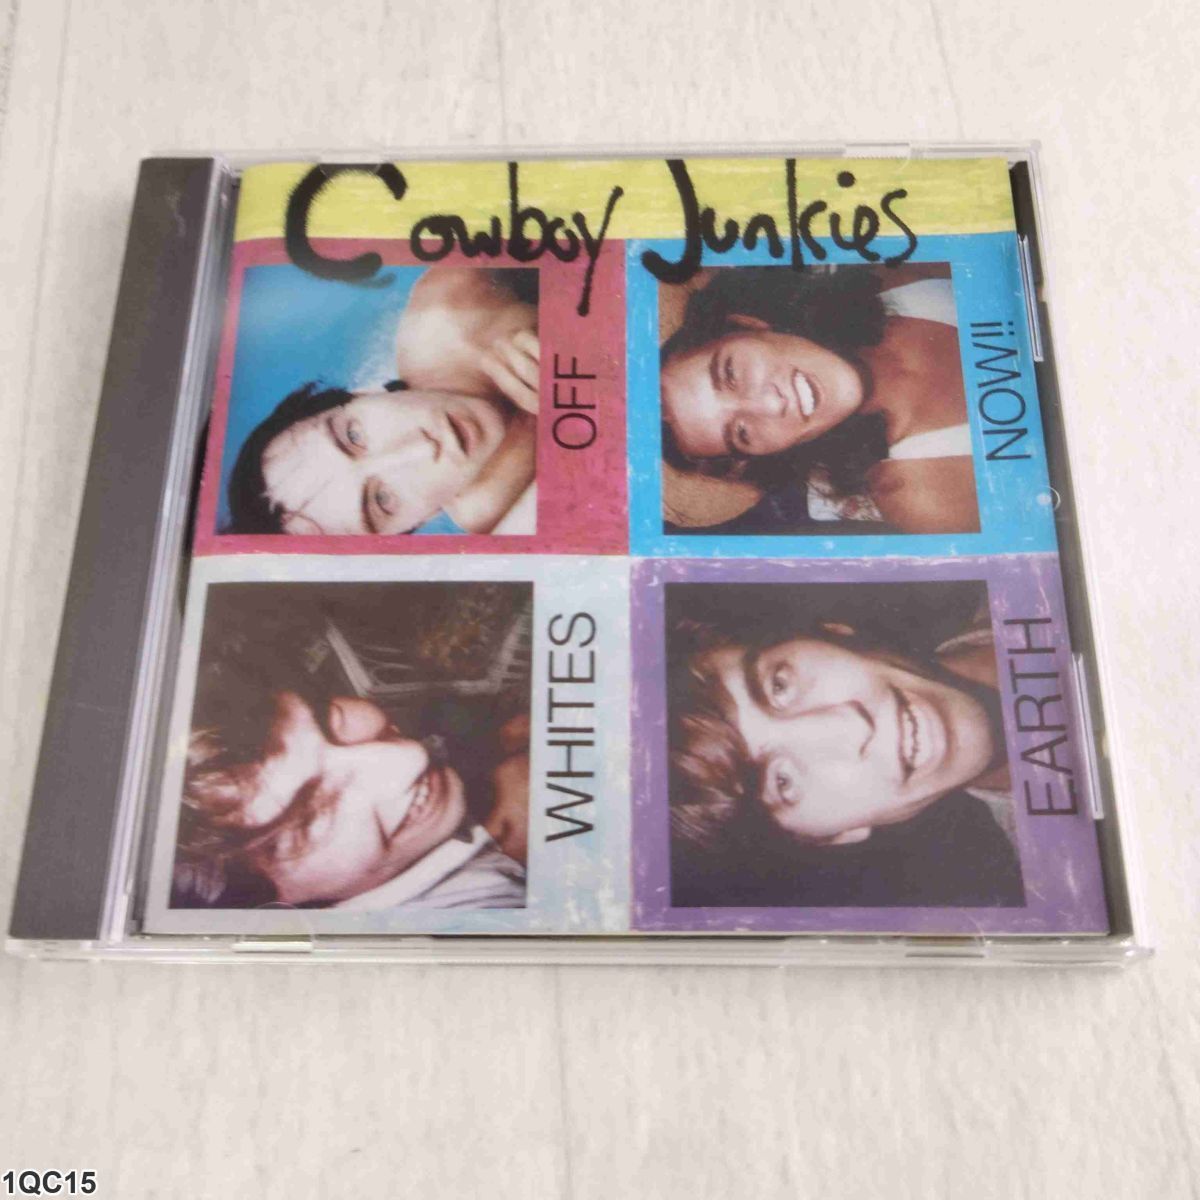 Cowboy Junkies
WHITES
OFF
EARTH
NOW!!
1QC15